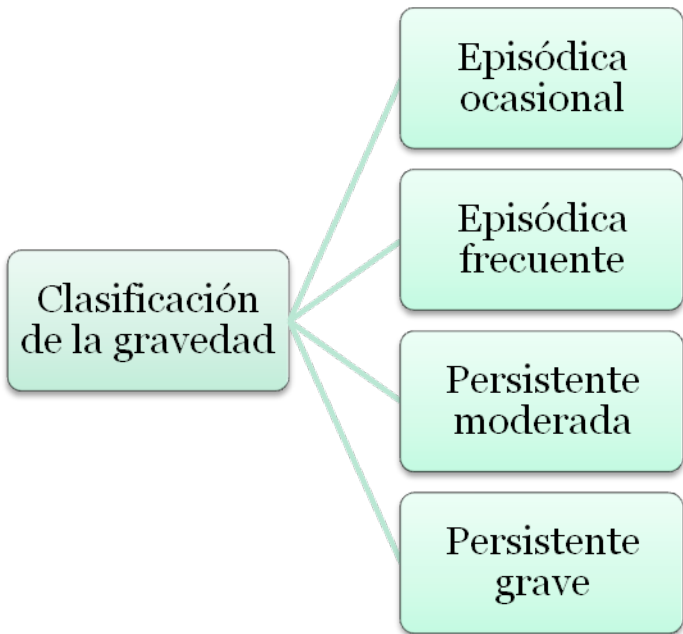 Clasificación
de la gravedad
Episódica
ocasional
Episódica
frecuente
Persistente
moderada
Persistente
grave